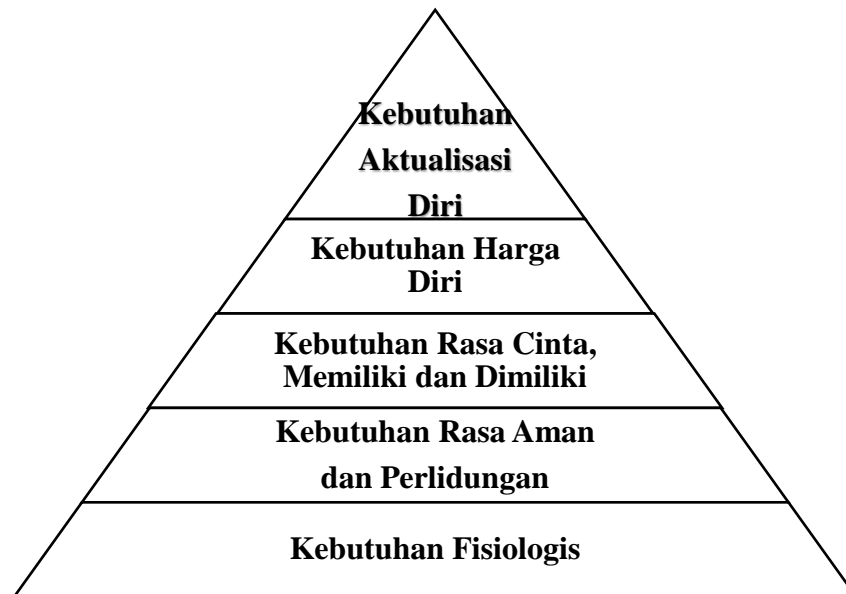 Kebutuhan
Aktualisasi
Diri
Kebutuhan Harga
Diri
Kebutuhan Rasa Cinta,
Memiliki dan Dimiliki
Kebutuhan Rasa Aman
dan Perlidungan
Kebutuhan Fisiologis